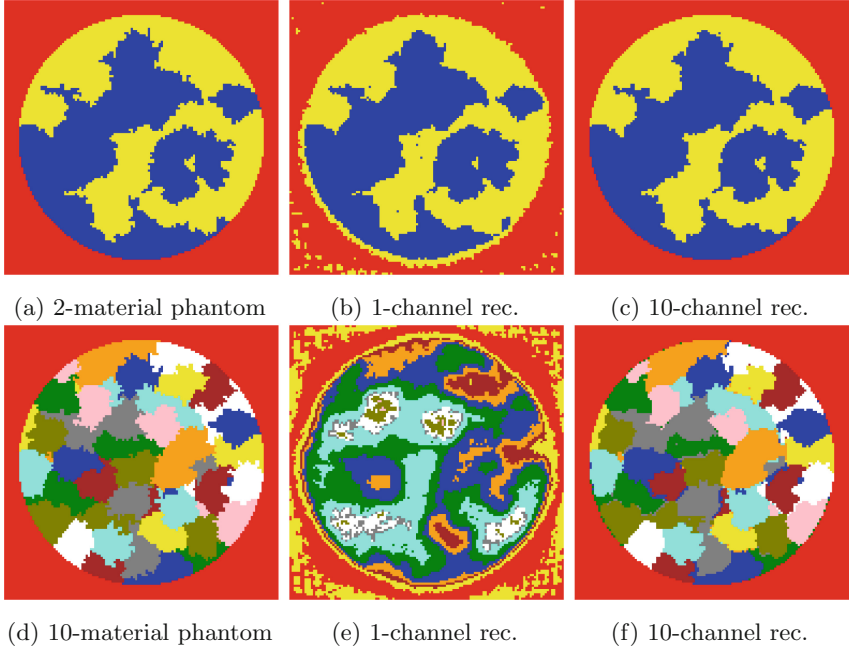 (a) 2-material phantom
(b) 1-channel rec.
(c) 10-channel rec.
(d) 10-material phantom
(e) 1-channel rec.
(f) 10-channel rec.